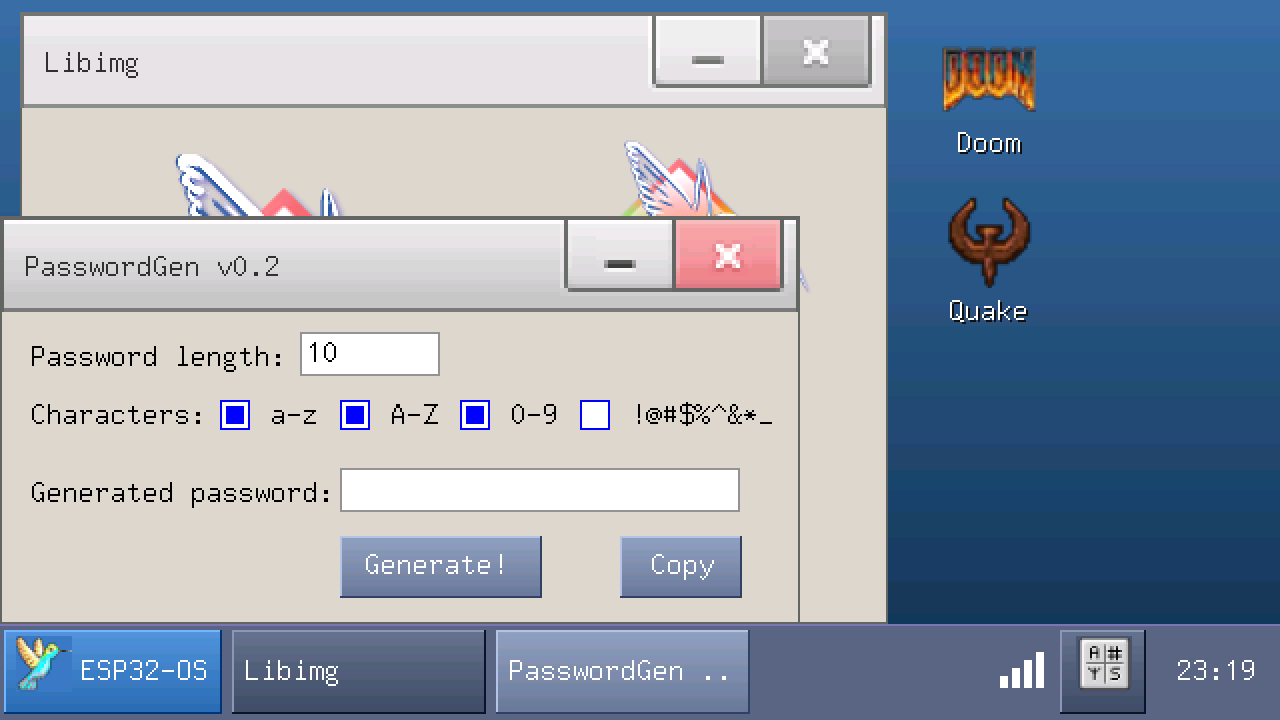 Libimg
DOOM
Doom
Quake
PasswordGen v0.2
Password length: 10
Characters: a-z A-Z 0-9 !@#$%^&*_
Generated password:
Generate! Copy
ESP32-OS Libimg PasswordGen .. A # Y S 23:19